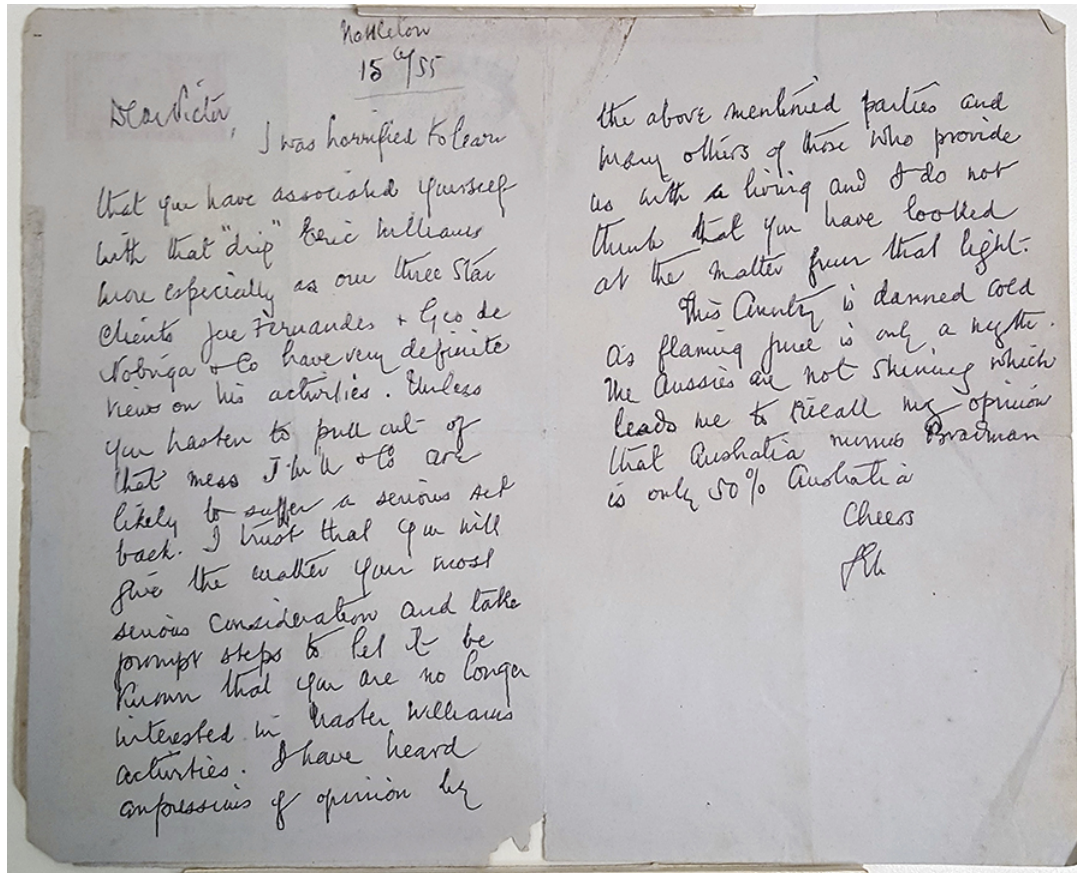 15 6/55
Dear Victor,
I was horrified to learn
that you have associated yourself
with that "drip" Eric Williams
more especially as our three star
clients Joe Fernandes + Geo de
Nobriga + Co have very definite
views on his activities. Unless
you hasten to pull out of
that mess + Co are
likely to suffer a serious set
back. I trust that you will
give the matter your most
serious consideration and take
prompt steps to let it be
known that you are no longer
interested in Master Williams
activities. I have heard
expressions of opinion by
the above mentioned parties and
many others of those who provide
us with a living and I do not
think that you have looked
at the matter from that light.
This Country is damned cold
as flaming June is only a myth.
The Aussies are not shining which
leads me to recall my opinion
that Australia minus Bradman
is only 50% Australia
Cheers